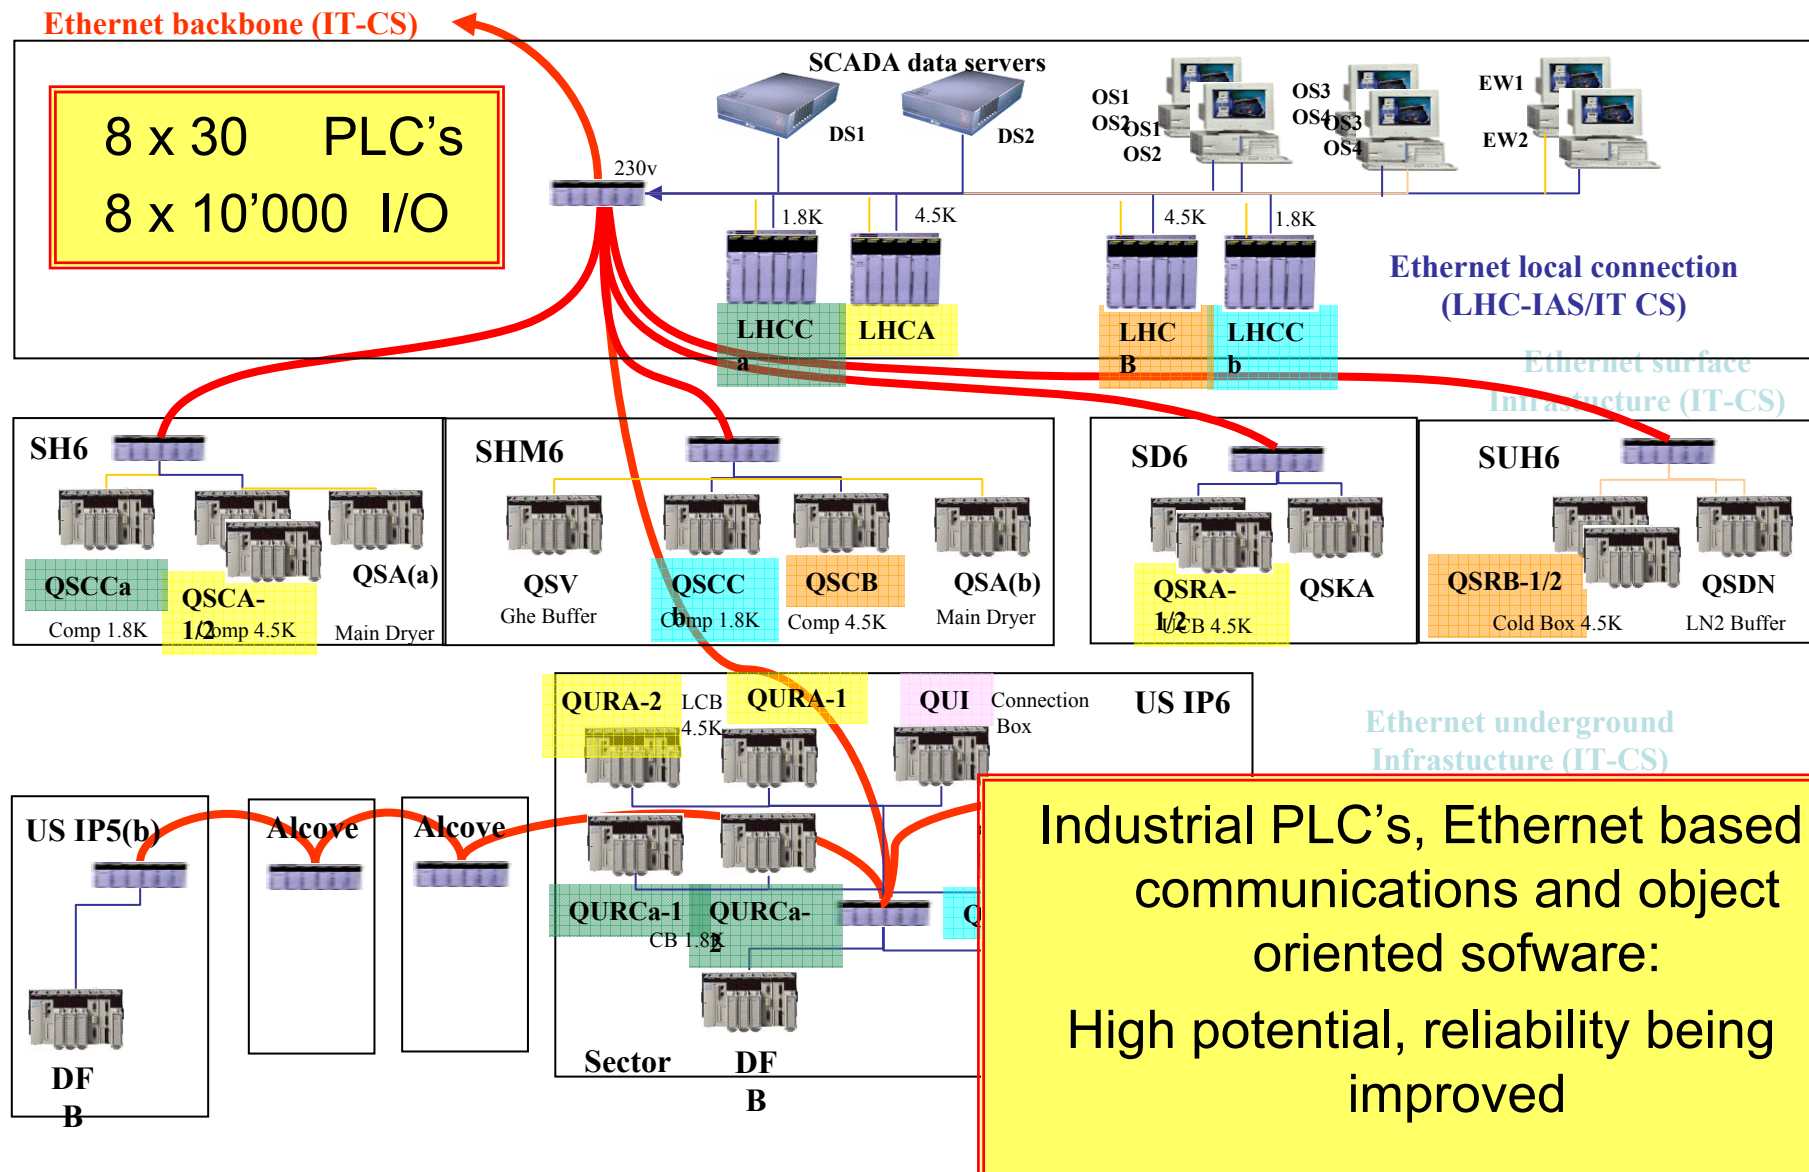 Ethernet backbone (IT-CS)
SCADA data servers
8 x 30 PLC's
8 x 10'000 I/O
230v
DS1
DS2
OS1
OS2
OS1
OS2
OS3
OS4
OS3
OS4
EW1
EW2
1.8K
4.5K
4.5K
1.8K
LHCC
a
LHCA
LHC
B
LHCC
b
Ethernet local connection
(LHC-IAS/IT CS)
Ethernet surface
Infrastucture (IT-CS)
SH6
QSCCa
Comp 1.8K
QSCA-
1/2
Comp 4.5K
QSA(a)
Main Dryer
SHM6
QSV
Ghe Buffer
QSCC
b
Comp 1.8K
QSCB
Comp 4.5K
QSA(b)
Main Dryer
SD6
QSRA-
1/2
UCB 4.5K
QSKA
SUH6
QSRB-1/2
Cold Box 4.5K
QSDN
LN2 Buffer
QURA-2
LCB
4.5K
QURA-1
QUI
Connection
Box
US IP6
Ethernet underground
Infrastucture (IT-CS)
US IP5(b)
Alcove
Alcove
QURCa-1
CB 1.8K
QURCa-
2
Q
DF
B
Sector
DF
B
Industrial PLC's, Ethernet based
communications and object
oriented sofware:
High potential, reliability being
improved